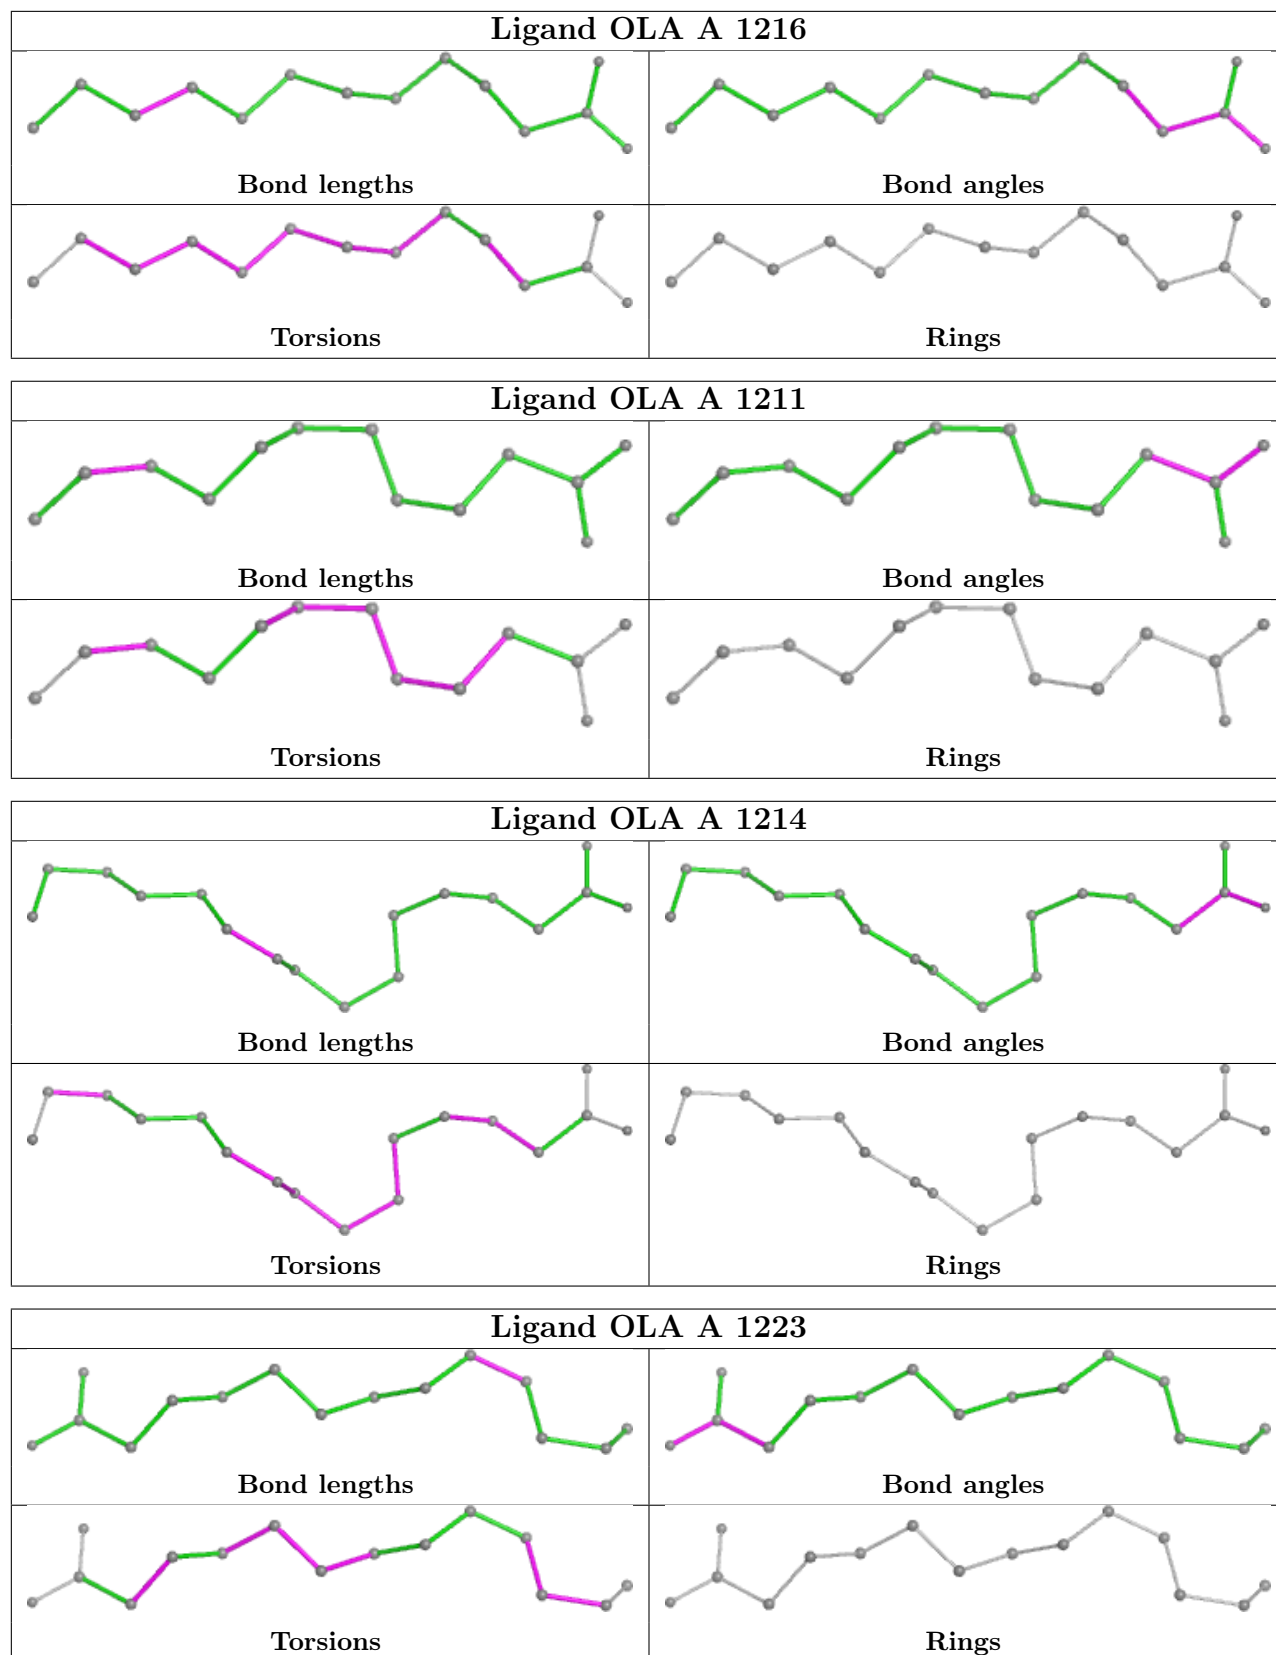 Ligand OLA A 1216
Bond lengths
Bond angles
Torsions
Rings
Ligand OLA A 1211
Bond lengths
Bond angles
Torsions
Rings
Ligand OLA A 1214
Bond lengths
Bond angles
Torsions
Rings
Ligand OLA A 1223
Bond lengths
Bond angles
Torsions
Rings